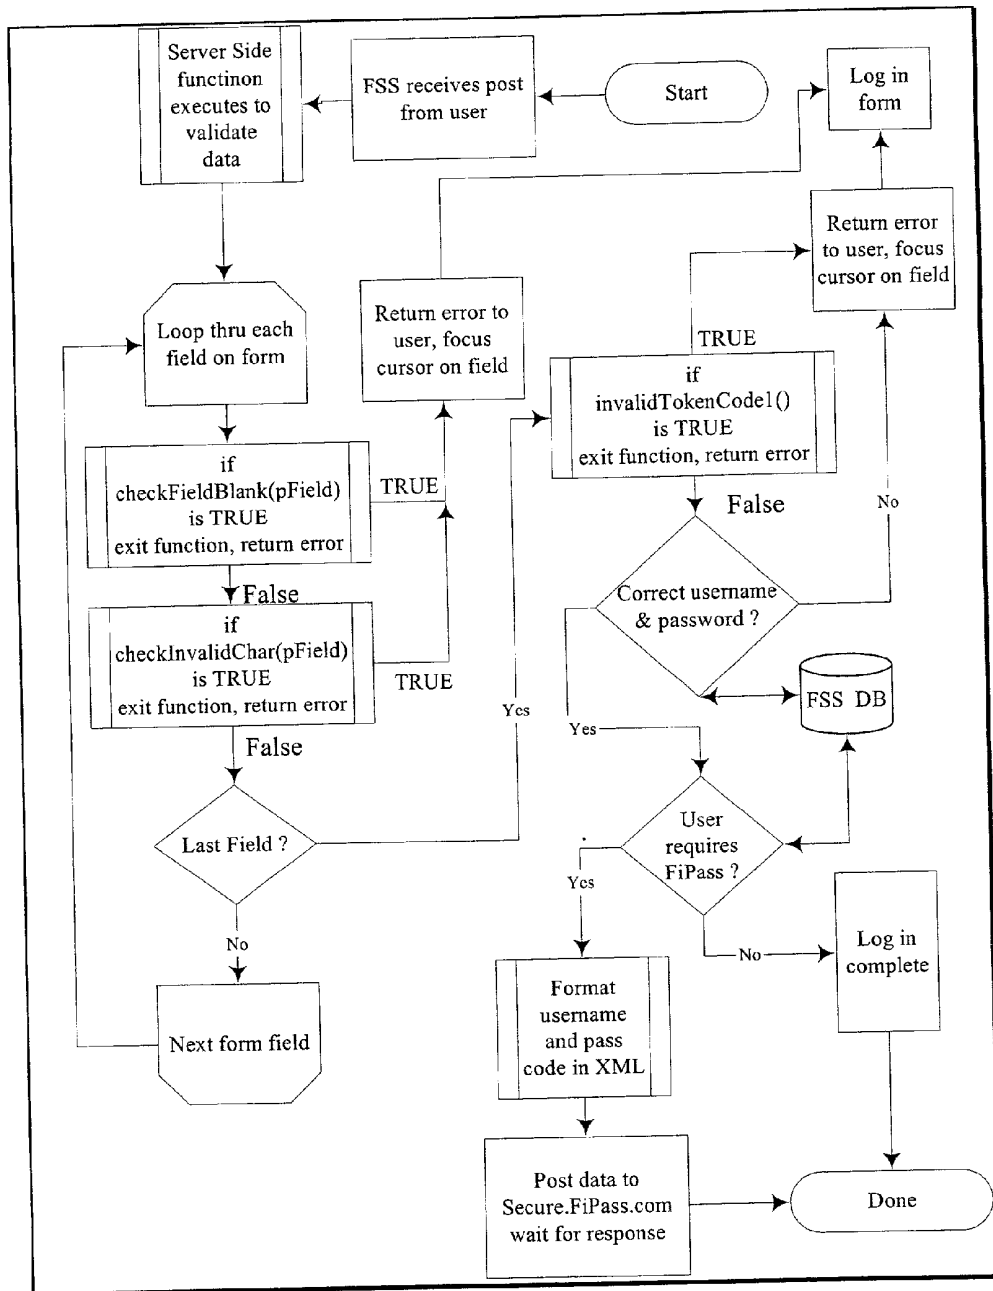 Server Side
functinon
executes to
validate
data
FSS receives post
from user
Start
Log in
form
Return error
to user, focus
cursor on field
Loop thru each
field on form
Return error to
user, focus
cursor on field
TRUE
if
invalidTokenCode1()
is TRUE
exit function, return error
if
checkFieldBlank(pField)
is TRUE
exit function, return error
TRUE
False
No
False
Correct username
& password ?
if
checkInvalidChar(pField)
is TRUE
exit function, return error
TRUE
FSS DB
Yes
Yes
False
Last Field ?
User
requires
FiPass ?
Yes
No
No
Log in
complete
Format
username
and pass
code in XML
Next form field
Post data to
Secure.FiPass.com
wait for response
Done